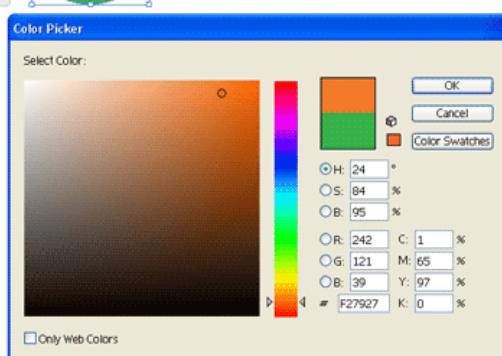 Color Picker
Select Color:
OK
Cancel
Color Swatches
H: 24 °
S: 84 %
B: 95 %
R: 242 C: 1 %
G: 121 M: 65 %
B: 39 Y: 97 %
# F27927 K: 0 %
Only Web Colors